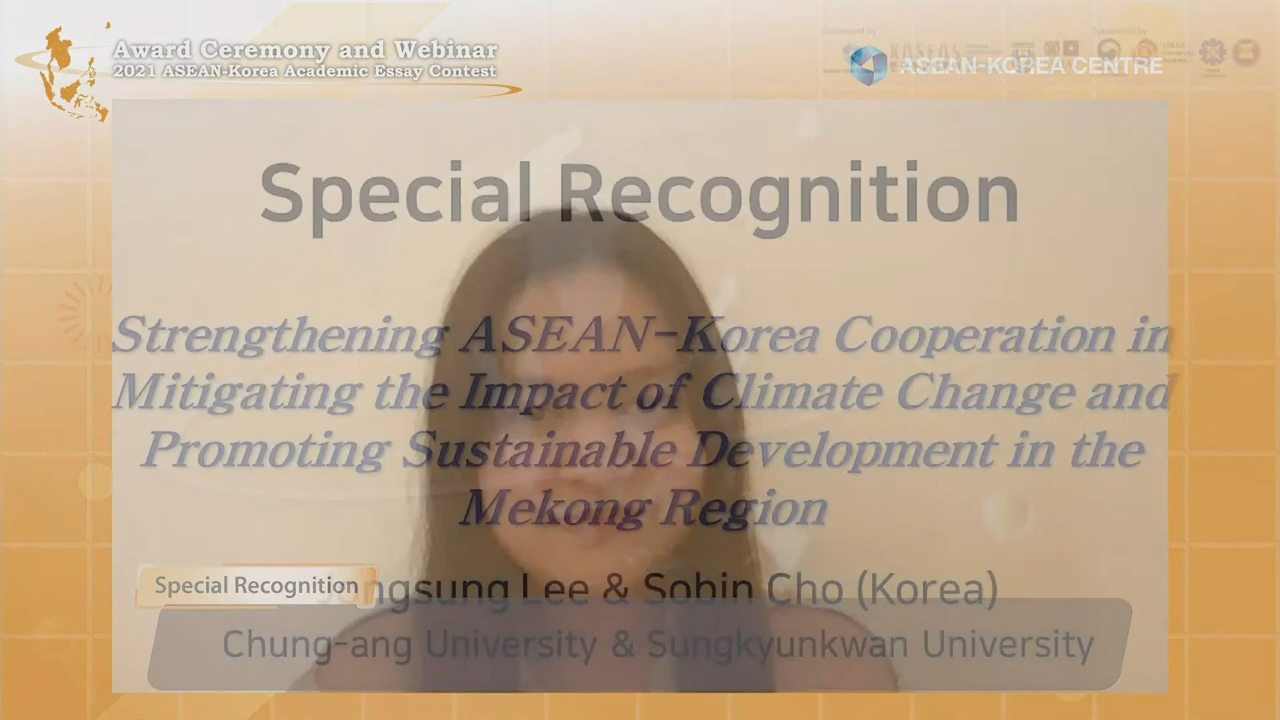 Award Ceremony and Webinar
2021 ASEAN-Korea Academic Essay Contest
ASEAN-KOREA CENTRE
Special Recognition
Strengthening ASEAN-Korea Cooperation in
Mitigating the Impact of Climate Change and
Promoting Sustainable Development in the
Mekong Region
Special Recognition
Lee & Sobin Cho (Korea)
Chung-ang University & Sungkyunkwan University